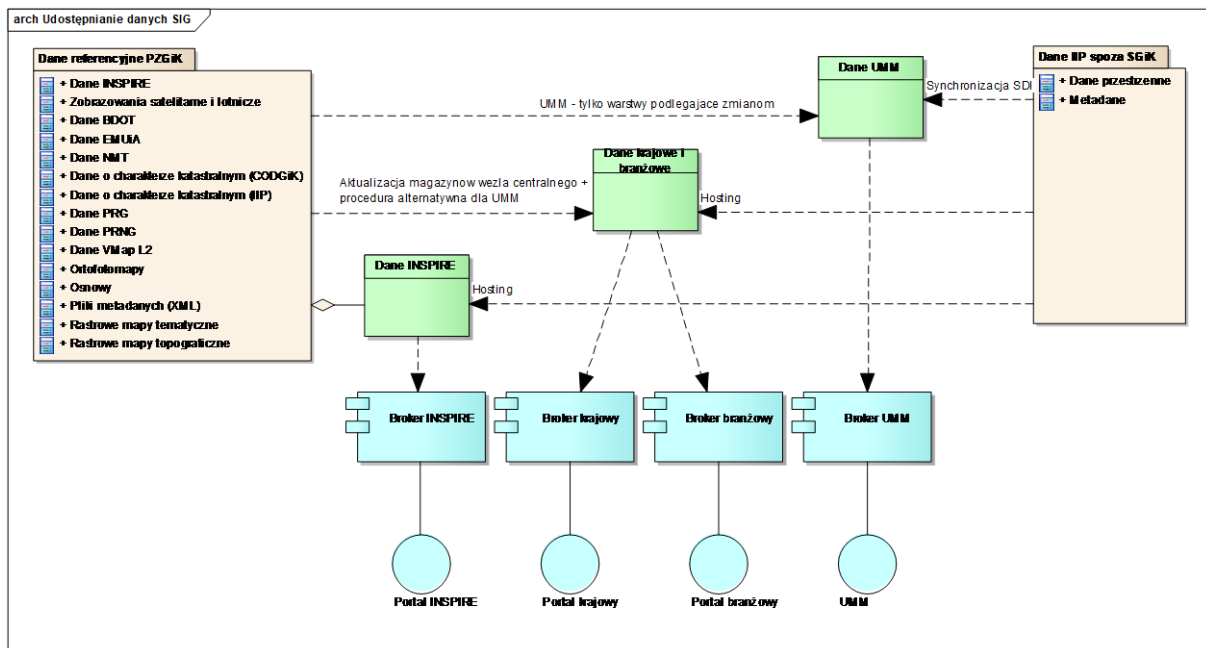 arch Udostępnianie danych SIG
Dane referencyjne PZGiK
+ Dane INSPIRE
+ Zobrazowania satelitarne i lotnicze
+ Dane BDOT
+ Dane EMUiA
+ Dane NMT
+ Dane o charakterze katastralnym (CODGiK)
+ Dane o charakterze katastralnym (IIP)
+ Dane PRG
+ Dane PRNG
+ Dane VMap L2
+ Ortofotomapy
+ Osnowy
+ Pliki metadanych (XML)
+ Rastrowe mapy tematyczne
+ Rastrowe mapy topograficzne
UMM - tylko warstwy podlegajace zmianom
Dane UMM
Synchronizacja SDI
Dane IIP spoza SGiK
+ Dane przestrzenne
+ Metadane
Aktualizacja magazynow wezla centralnego +
procedura alternatywna dla UMM
Dane krajowe i
branżowe
Hosting
Dane INSPIRE
Hosting
Broker INSPIRE
Broker krajowy
Broker branżowy
Broker UMM
Portal INSPIRE
Portal krajowy
Portal branżowy
UMM